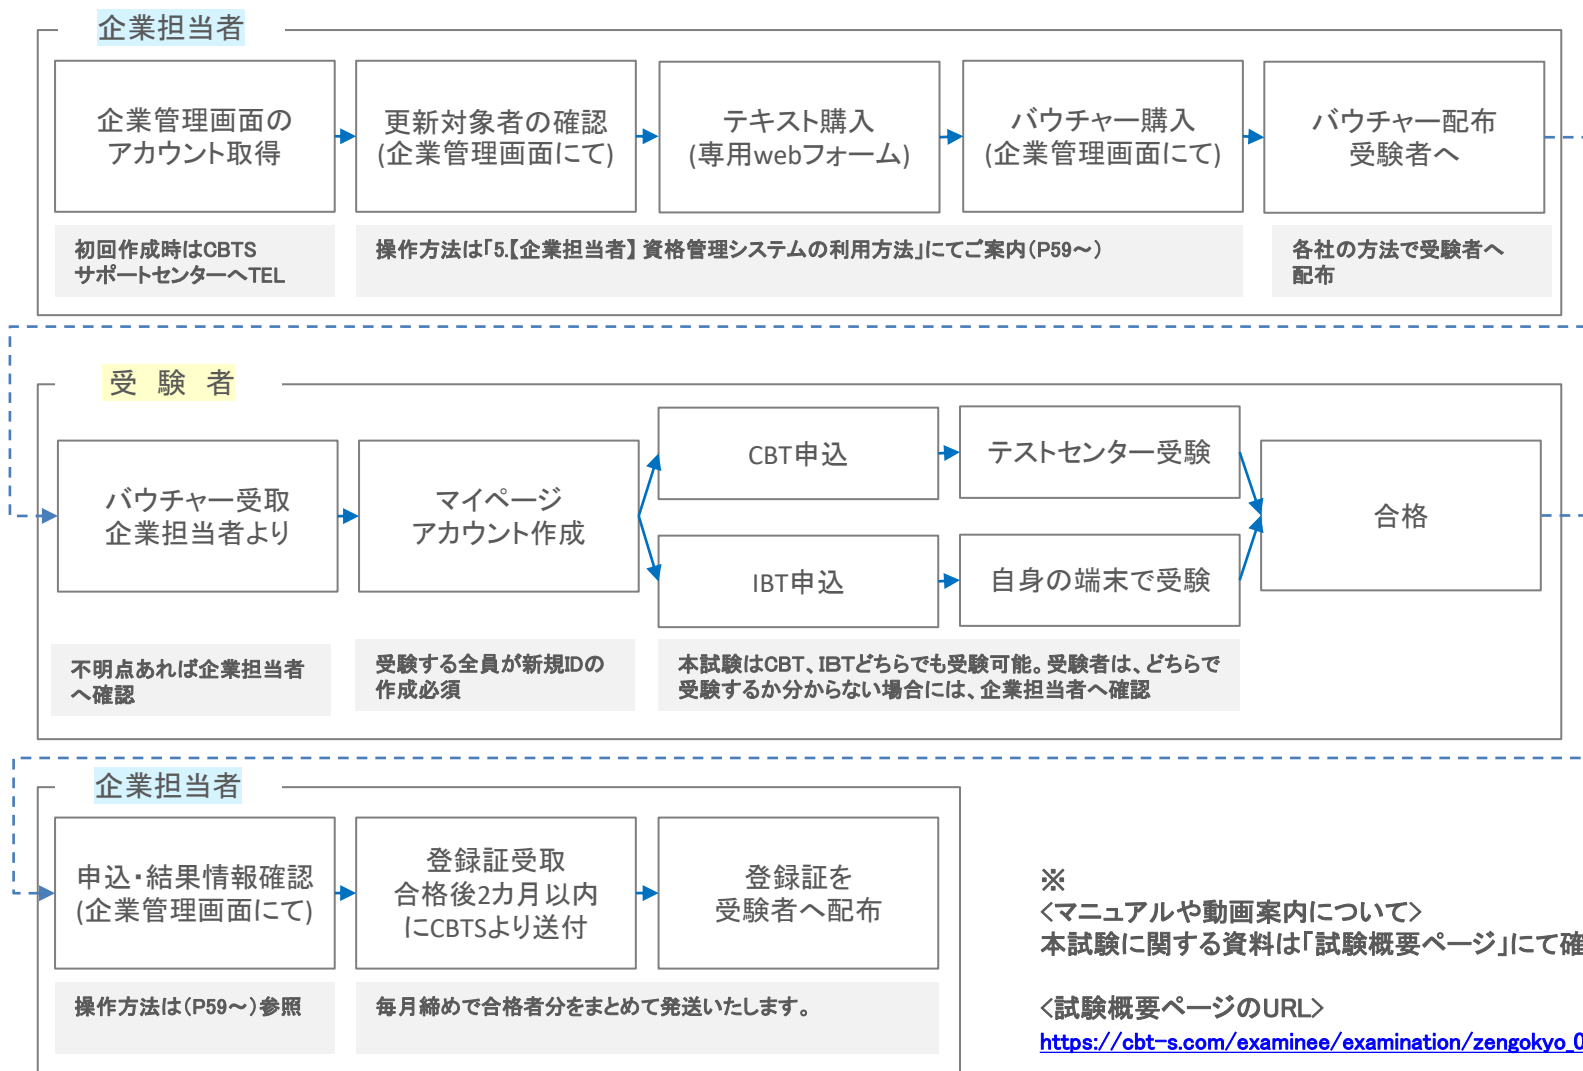 企業担当者
企業管理画面の
アカウント取得
更新対象者の確認
(企業管理画面にて)
テキスト購入
(専用webフォーム)
バウチャー購入
(企業管理画面にて)
バウチャー配布
受験者へ
初回作成時はCBTS
サポートセンターへTEL
操作方法は「5.【企業担当者】 資格管理システムの利用方法」にてご案内(P59～)
各社の方法で受験者へ
配布
受 験 者
バウチャー受取
企業担当者より
マイページ
アカウント作成
CBT申込
テストセンター受験
IBT申込
自身の端末で受験
合格
不明点あれば企業担当者
へ確認
受験する全員が新規IDの
作成必須
本試験はCBT、IBTどちらでも受験可能。受験者は、どちらで
受験するか分からない場合には、企業担当者へ確認
企業担当者
申込・結果情報確認
(企業管理画面にて)
登録証受取
合格後2カ月以内
にCBTSより送付
登録証を
受験者へ配布
操作方法は(P59～)参照
毎月締めで合格者分をまとめて発送いたします。
※
<マニュアルや動画案内について>
本試験に関する資料は「試験概要ページ」にて確
<試験概要ページのURL>
https://cbt-s.com/examinee/examination/zengokyo_0